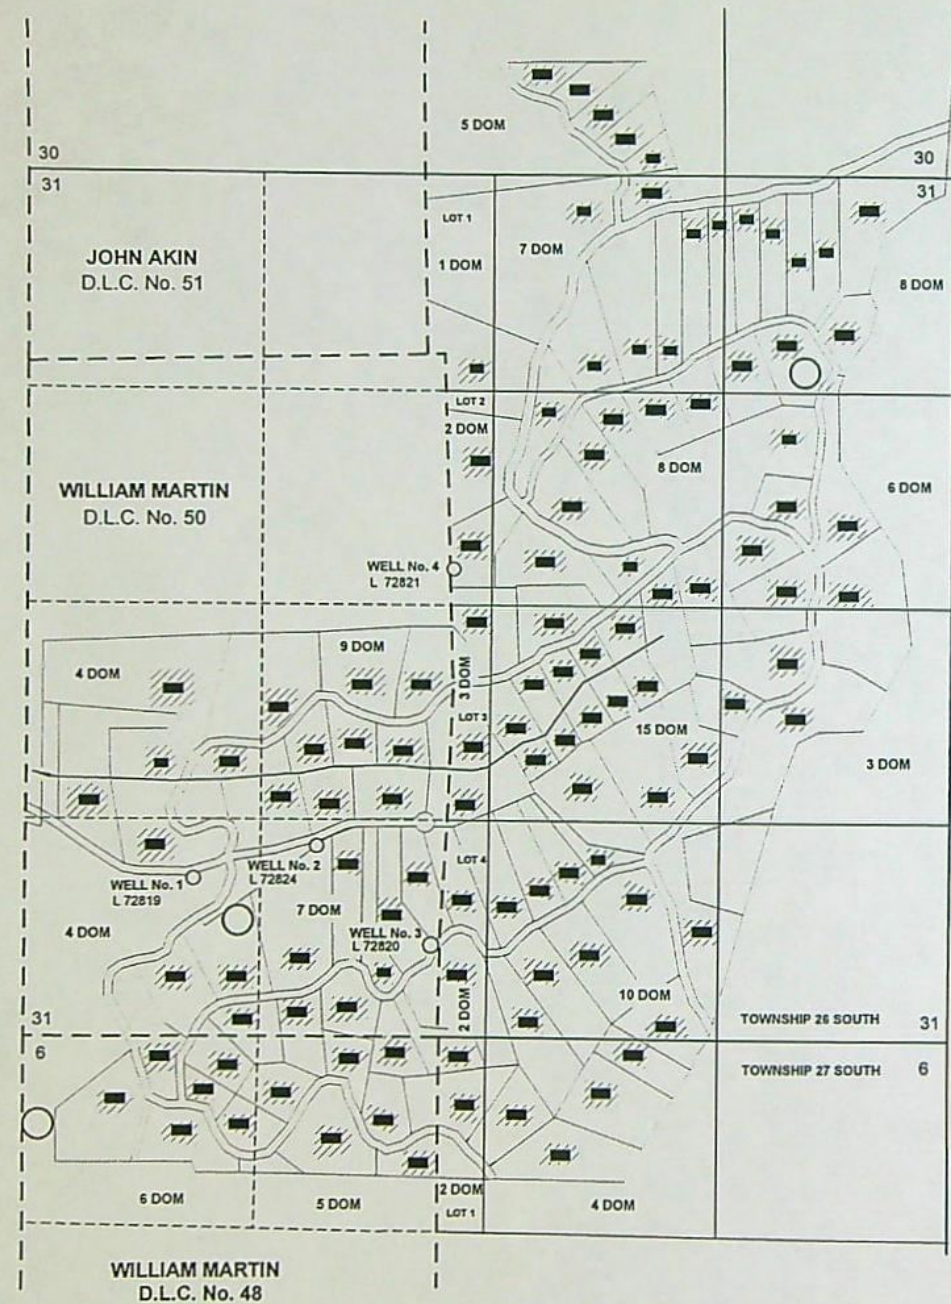 5 DOM
30
30
31
31
LOT 1
JOHN AKIN
D.L.C. No. 51
1 DOM
7 DOM
8 DOM
LOT 2
2 DOM
WILLIAM MARTIN
D.L.C. No. 50
8 DOM
6 DOM
WELL No. 4
L 72821
9 DOM
4 DOM
3 DOM
LOT 3
15 DOM
3 DOM
LOT 4
WELL No. 2
L 72824
WELL No. 1
L 72819
7 DOM
4 DOM
WELL No. 3
L 72820
2 DOM
10 DOM
31
TOWNSHIP 26 SOUTH
31
6
TOWNSHIP 27 SOUTH
6
6 DOM
5 DOM
2 DOM
LOT 1
4 DOM
WILLIAM MARTIN
D.L.C. No. 48